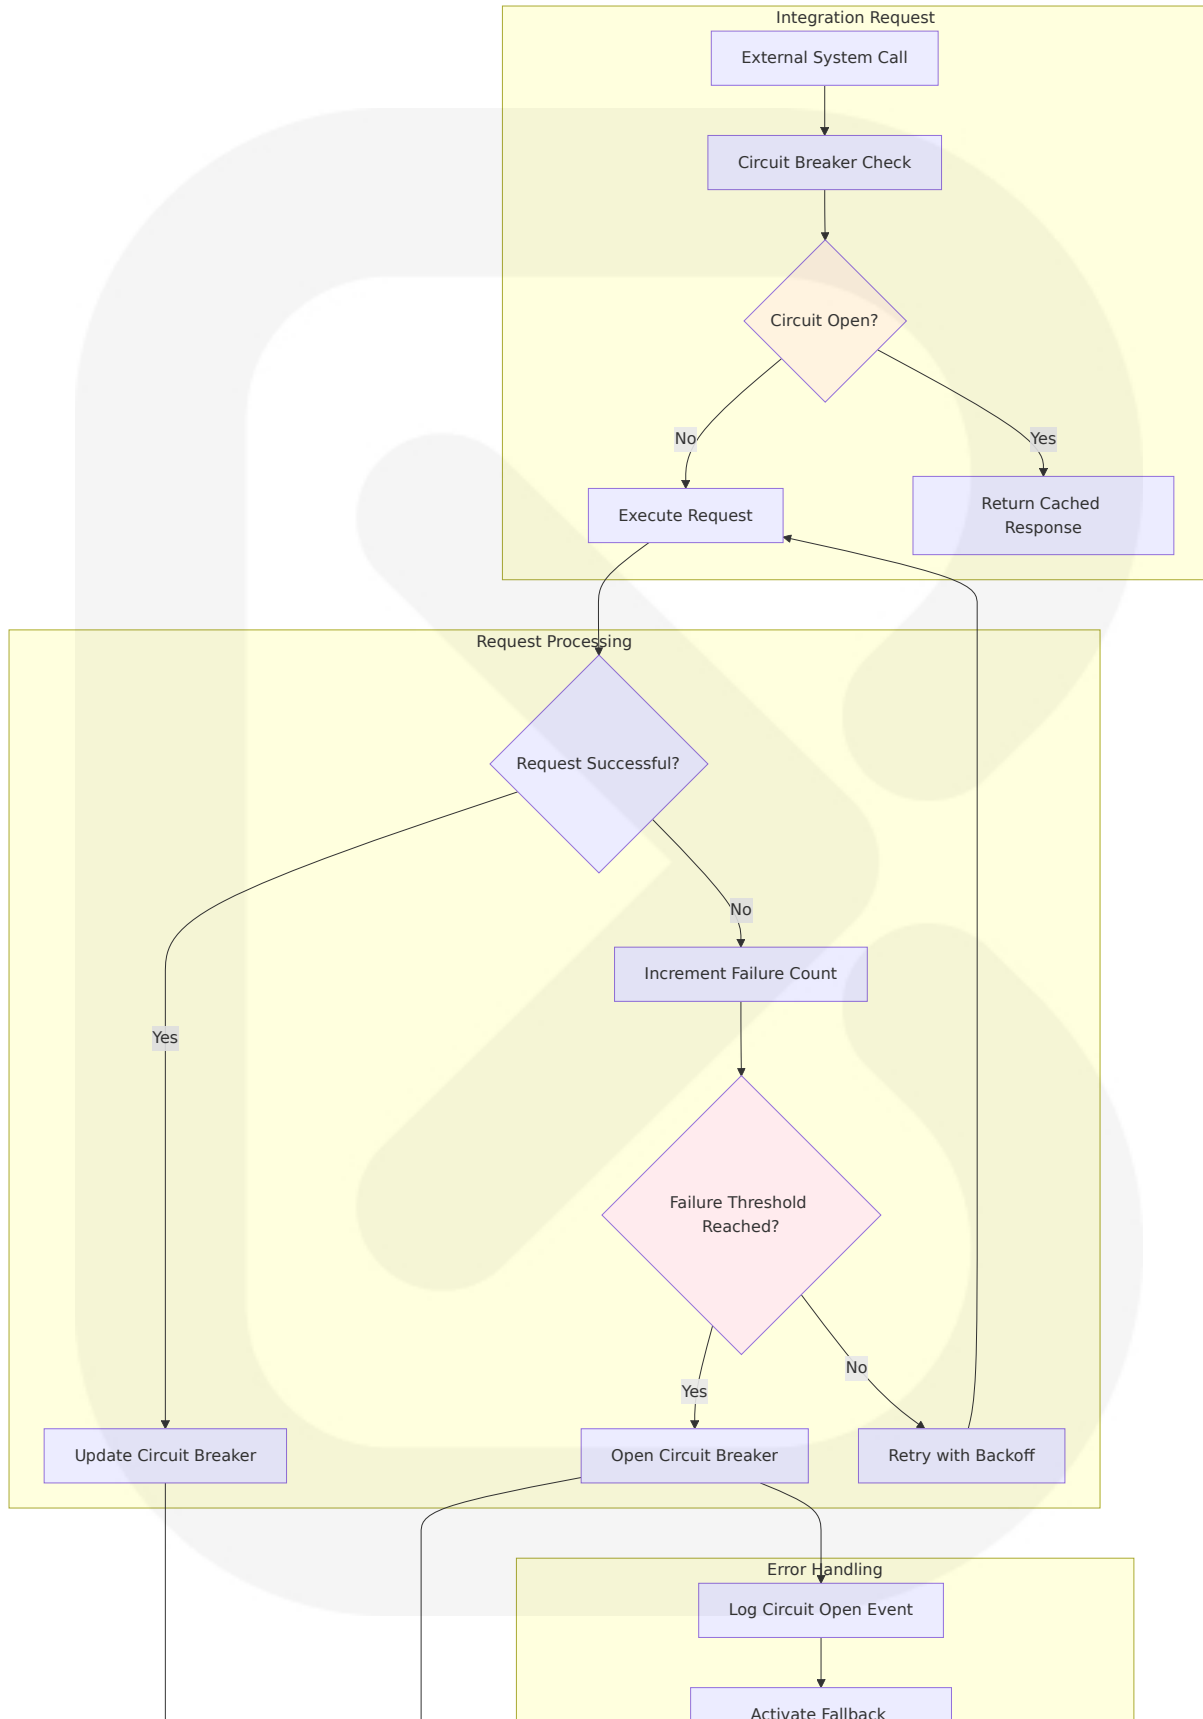 Integration Request
External System Call
Circuit Breaker Check
Circuit Open?
No
Yes
Execute Request
Return Cached
Response
Request Processing
Request Successful?
No
Increment Failure Count
Yes
Failure Threshold
Reached?
No
Yes
Update Circuit Breaker
Open Circuit Breaker
Retry with Backoff
Error Handling
Log Circuit Open Event
Activate Fallback